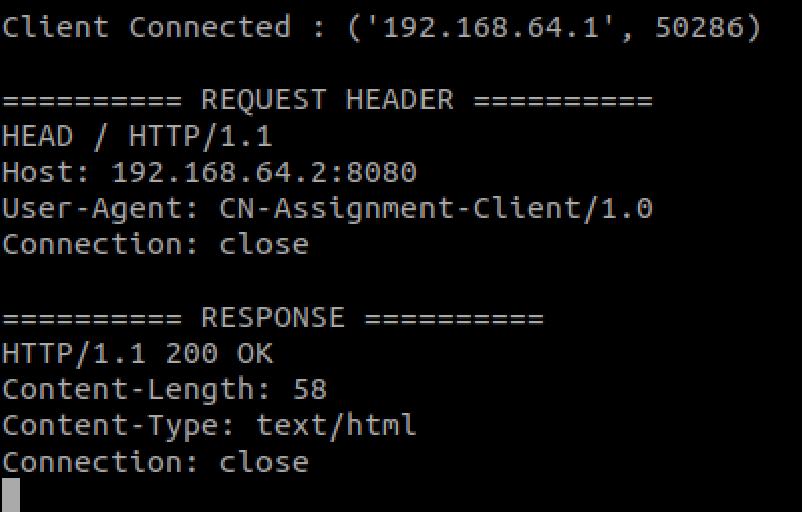 Client Connected : ('192.168.64.1', 50286)
========== REQUEST HEADER ==========
HEAD / HTTP/1.1
Host: 192.168.64.2:8080
User-Agent: CN-Assignment-Client/1.0
Connection: close
========== RESPONSE ==========
HTTP/1.1 200 OK
Content-Length: 58
Content-Type: text/html
Connection: close